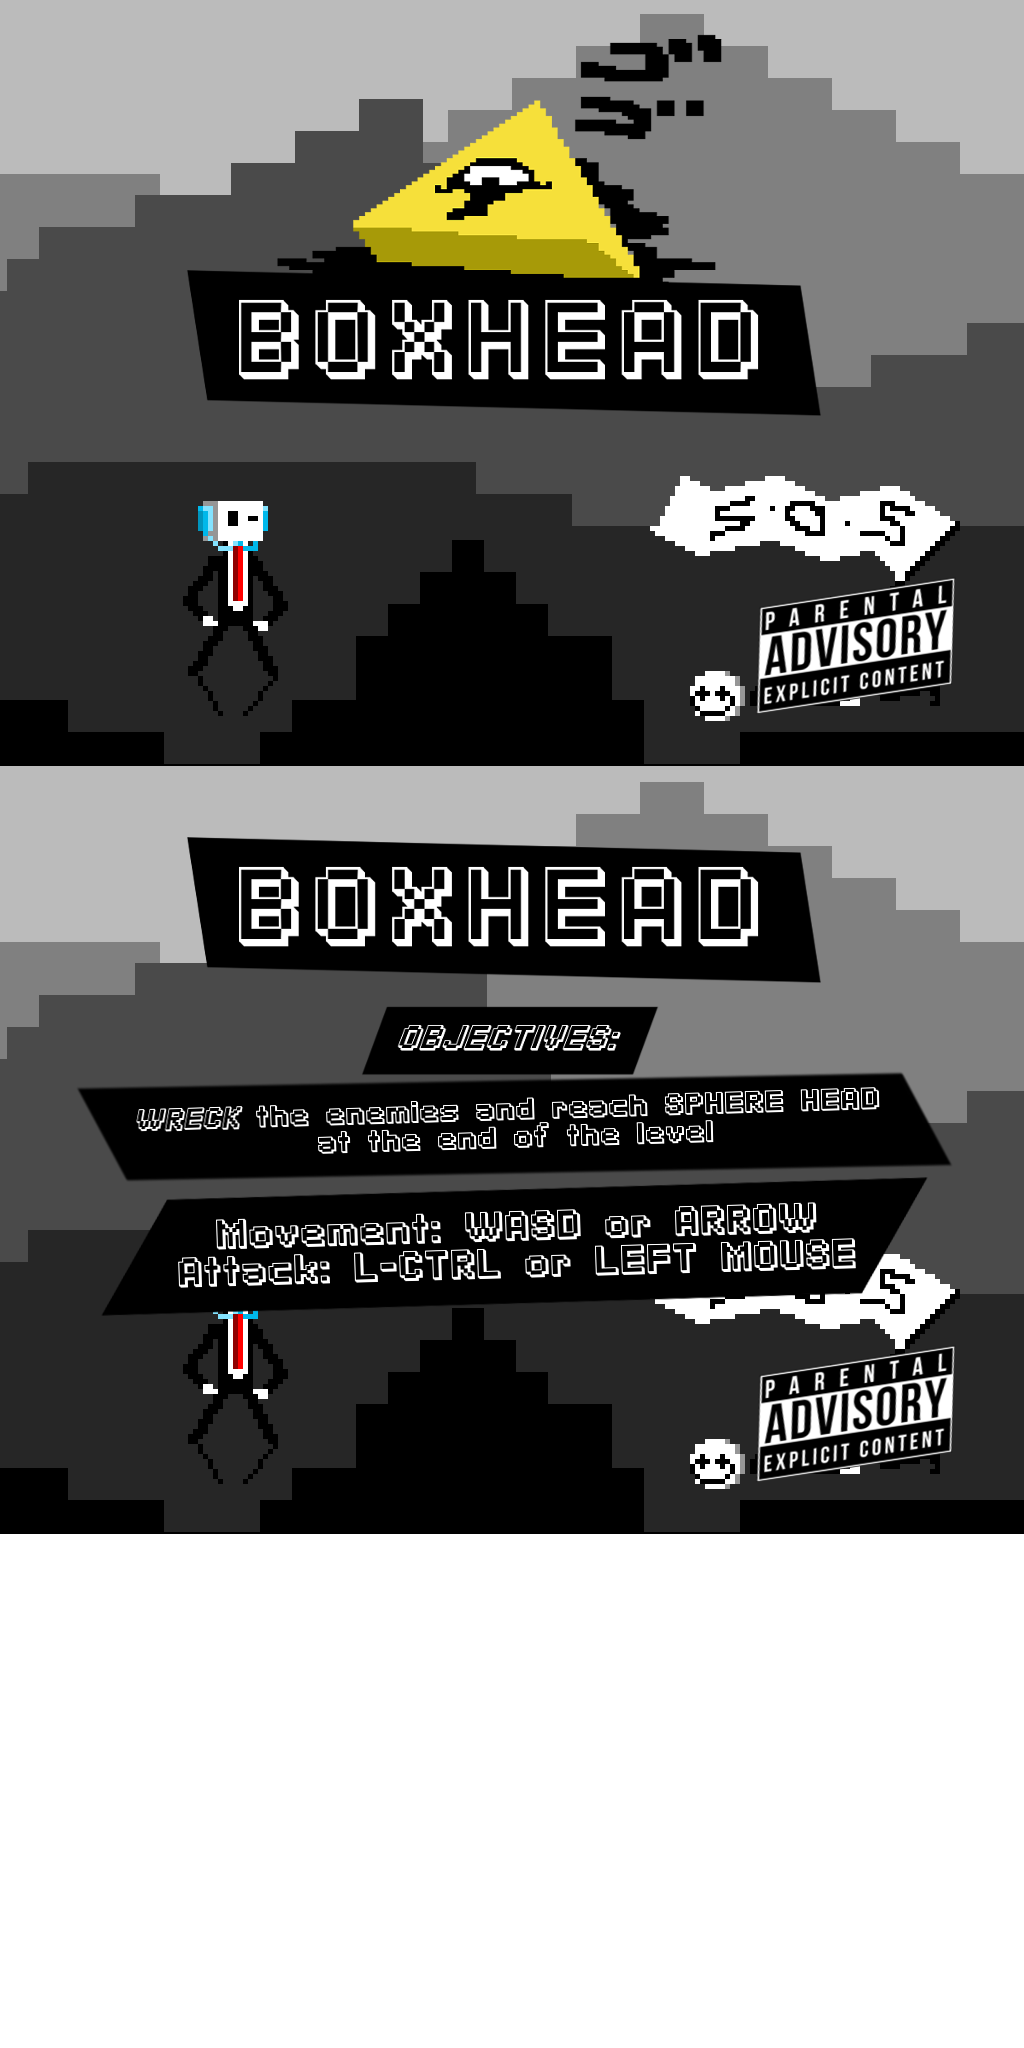 BOXHEAD
S.O.S
PARENTAL
ADVISORY
EXPLICIT CONTENT
BOXHEAD
OBJECTIVES:
WRECK the enemies and reach SPHERE HEAD
at the end of the level
Movement: WASD or ARROW
Attack: L-CTRL or LEFT MOUSE
PARENTAL
ADVISORY
EXPLICIT CONTENT